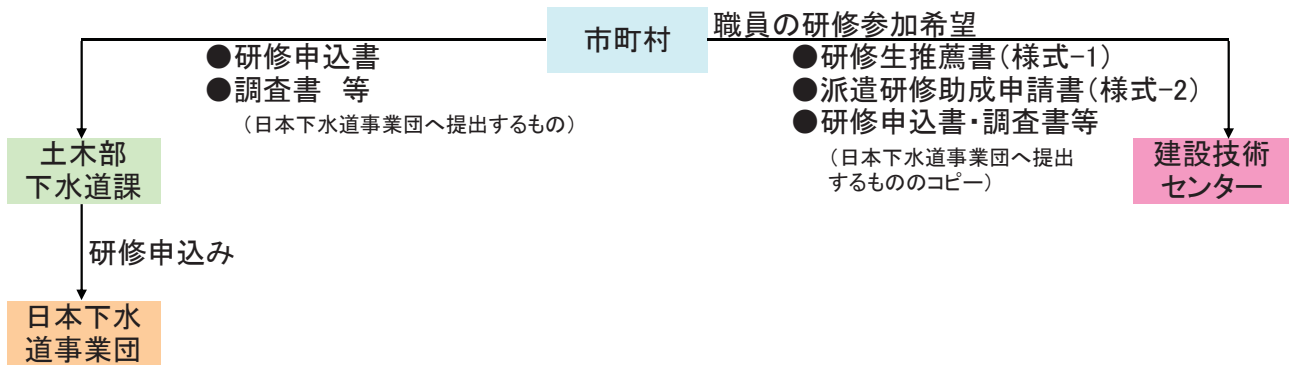 市町村
職員の研修参加希望
●研修申込書
●調査書　等
（日本下水道事業団へ提出するもの）
●研修生推薦書（様式-1）
●派遣研修助成申請書（様式-2）
●研修申込書・調査書等
（日本下水道事業団へ提出
するもののコピー）
土木部
下水道課
建設技術
センター
研修申込み
日本下水
道事業団